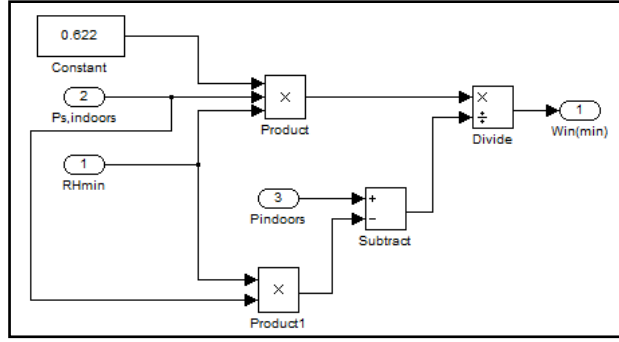 0.622
Constant
2
Ps,indoors
×
Product
×
÷
Divide
1
Win(min)
1
RHmin
3
Pindoors
+
−
Subtract
×
Product1